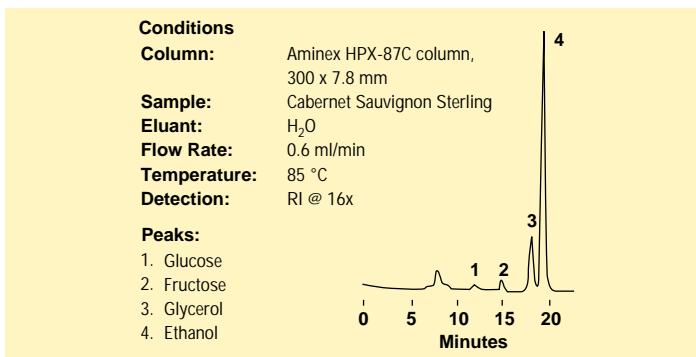 Conditions
Column: Aminex HPX-87C column,
300 x 7.8 mm
Sample: Cabernet Sauvignon Sterling
Eluant: H₂O
Flow Rate: 0.6 ml/min
Temperature: 85 °C
Detection: RI @ 16x
Peaks:
1. Glucose
2. Fructose
3. Glycerol
4. Ethanol
4
3
1 2
0 5 10 15 20
Minutes